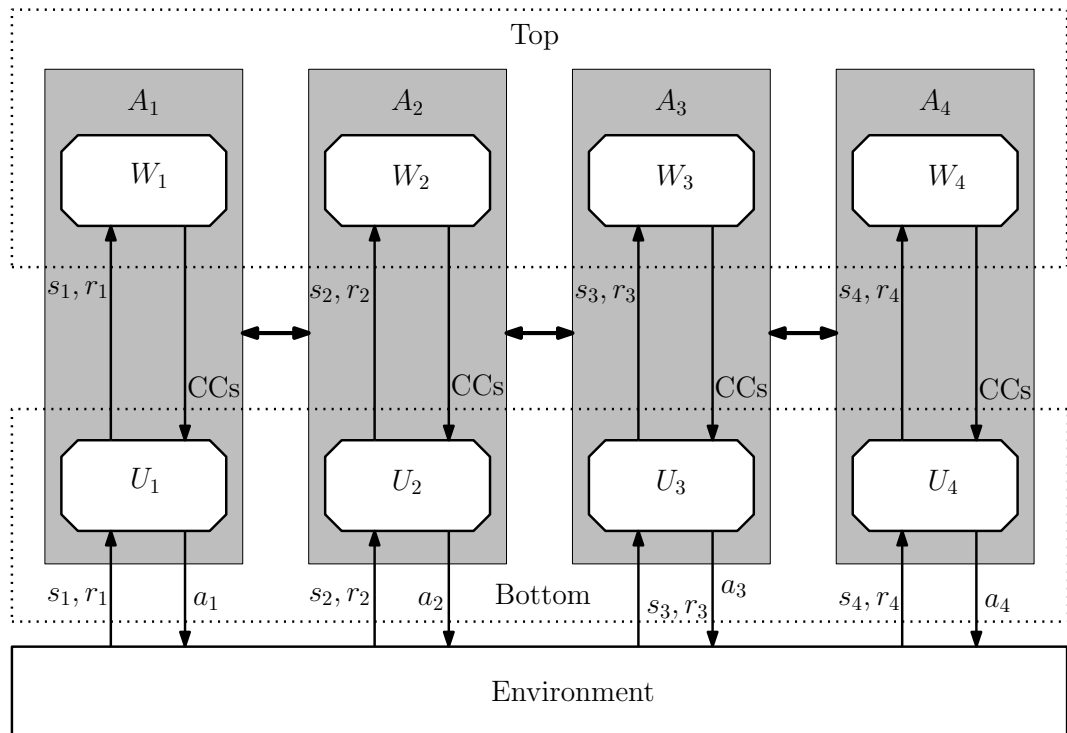 Top
A₁ A₂ A₃ A₄
W₁ W₂ W₃ W₄
s₁, r₁ s₂, r₂ s₃, r₃ s₄, r₄
CCs CCs CCs CCs
U₁ U₂ U₃ U₄
s₁, r₁ a₁ s₂, r₂ a₂ Bottom s₃, r₃ a₃ s₄, r₄ a₄
Environment